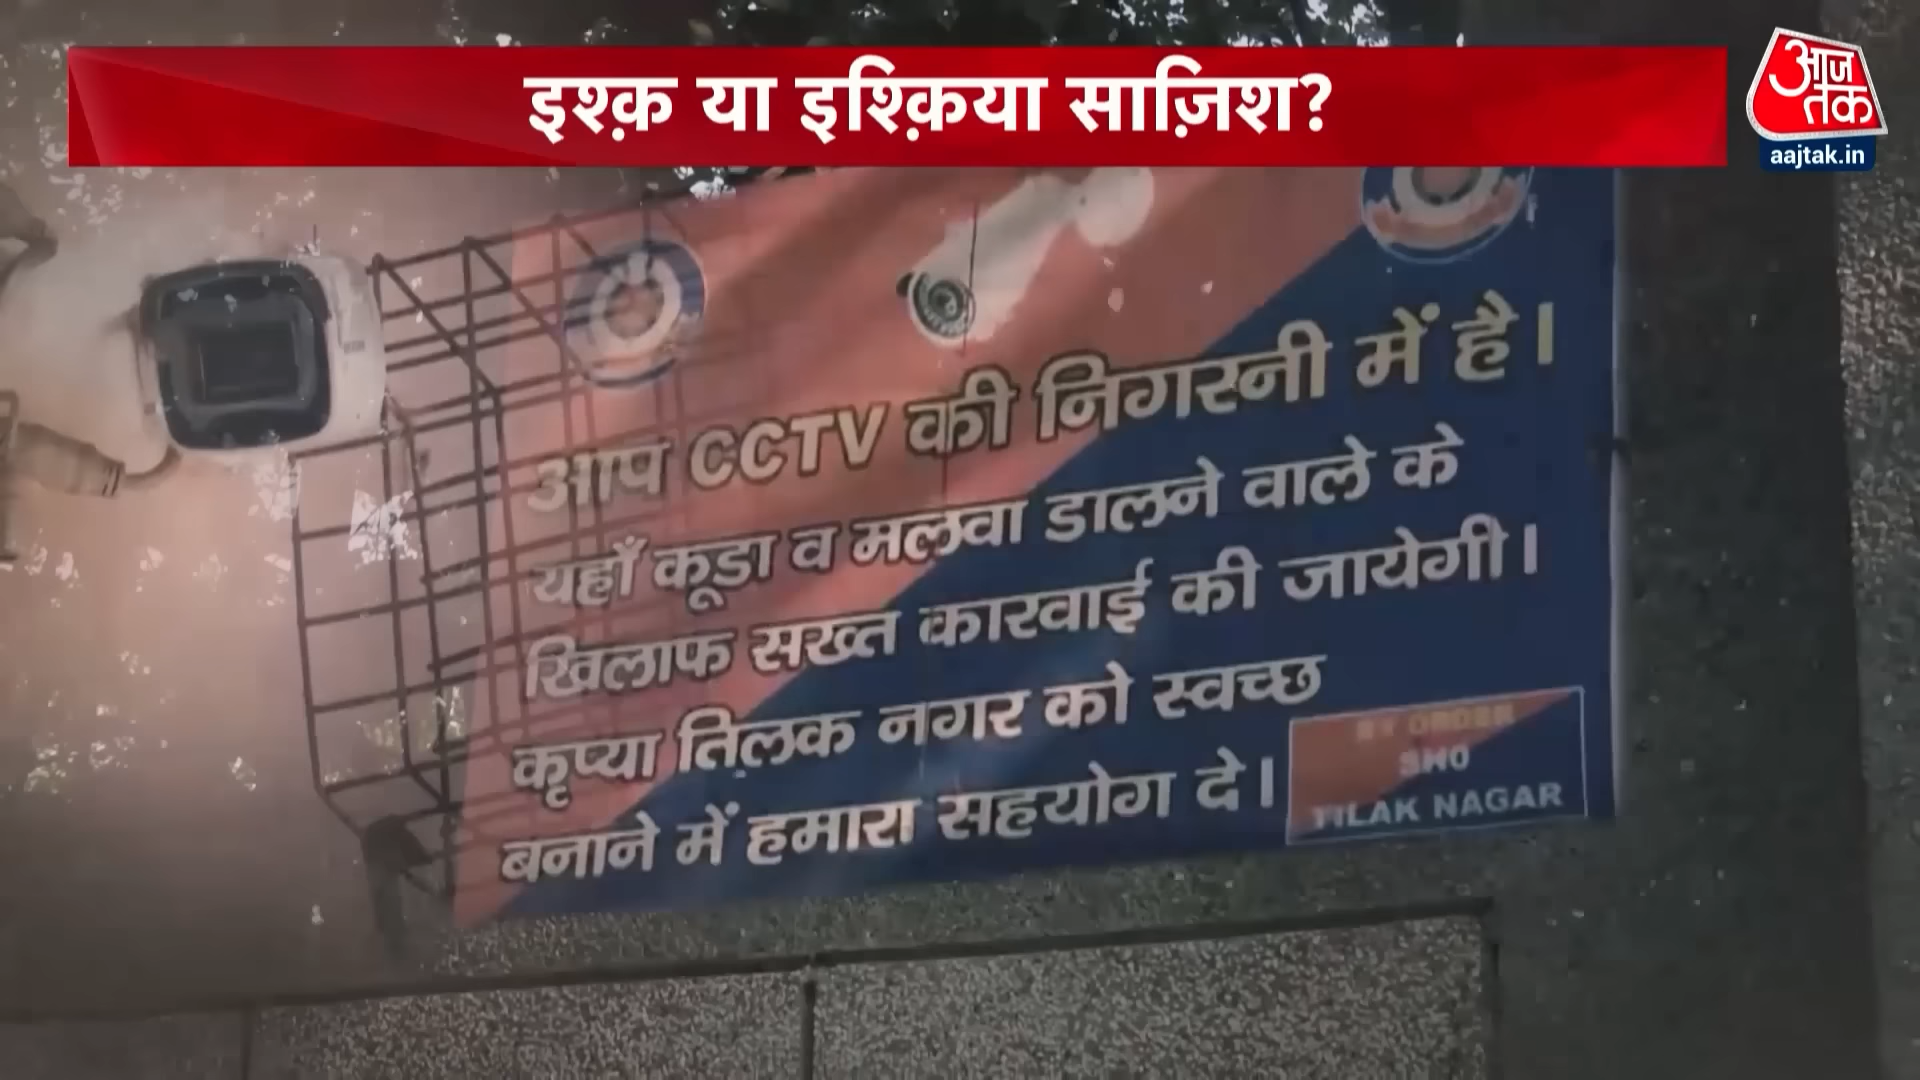 इश्क़ या इश्क़िया साज़िश?
आज
तक
aajtak.in
आप CCTV की निगरनी में है।
यहाँ कूडा व मलवा डालने वाले के
खिलाफ सख्त कारवाई की जायेगी।
कृप्या तिलक नगर को स्वच्छ
बनाने में हमारा सहयोग दे।
BY ORDER
SHO
TILAK NAGAR